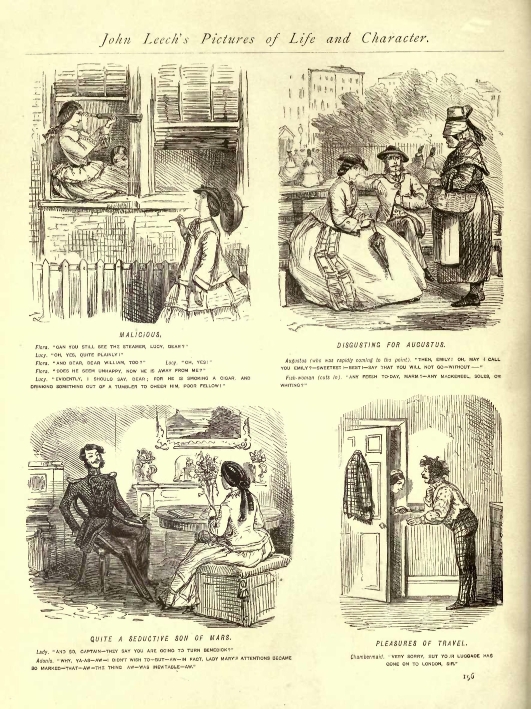 John Leech's Pictures of Life and Character.
MALICIOUS.
Flora. "CAN YOU STILL SEE THE STEAMER, LUCY, DEAR?"
Lucy. "OH, YES, QUITE PLAINLY!"
Flora. "AND DEAR, DEAR WILLIAM, TOO?" Lucy. "OH, YES!"
Flora. "DOES HE SEEM UNHAPPY, NOW HE IS AWAY FROM ME?"
Lucy. "EVIDENTLY, I SHOULD SAY, DEAR; FOR HE IS SMOKING A CIGAR, AND
DRINKING SOMETHING OUT OF A TUMBLER TO CHEER HIM, POOR FELLOW!"
DISGUSTING FOR AUGUSTUS.
Augustus (who was rapidly coming to the point). "THEN, EMILY! OH, MAY I CALL
YOU EMILY?—SWEETEST!—BEST!—SAY THAT YOU WILL NOT GO—WITHOUT—"
Fish-woman (cuts in). "ANY FRESH TO-DAY, MARM?—ANY MACKEREEL, SOLES, OR
WHITING?"
QUITE A SEDUCTIVE SON OF MARS.
Lady. "AND SO, CAPTAIN—THEY SAY YOU ARE GOING TO TURN BENEDICK?"
Adonis. "WHY, YA-AS—AW—I DIDN'T WISH TO—BUT—AW—IN FACT, LADY MARY'S ATTENTIONS BECAME
SO MARKED—THAT—AW—THE THING AW—WAS INEVITABLE—AW."
PLEASURES OF TRAVEL.
Chambermaid. "VERY SORRY, BUT YOUR LUGGAGE HAS
GONE ON TO LONDON, SIR."
156